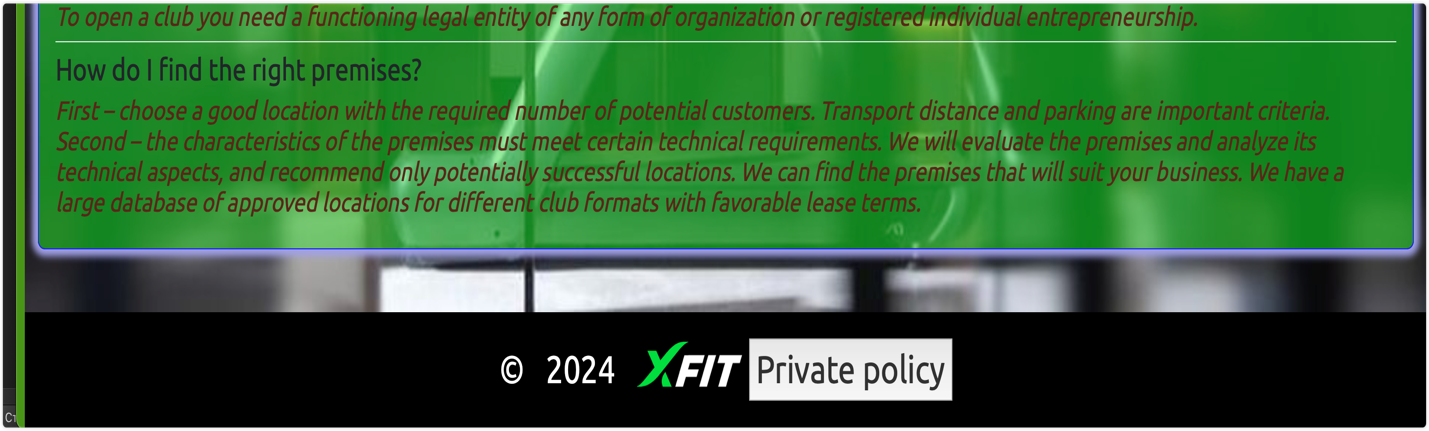 To open a club you need a functioning legal entity of any form of organization or registered individual entrepreneurship.
How do I find the right premises?
First – choose a good location with the required number of potential customers. Transport distance and parking are important criteria.
Second – the characteristics of the premises must meet certain technical requirements. We will evaluate the premises and analyze its
technical aspects, and recommend only potentially successful locations. We can find the premises that will suit your business. We have a
large database of approved locations for different club formats with favorable lease terms.
© 2024 XFIT Private policy